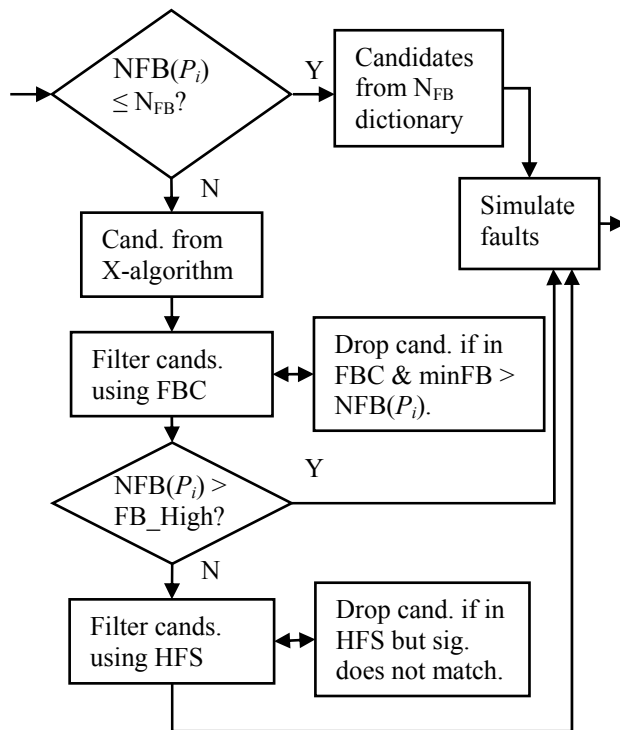 NFB(Pi)
≤ NFB?
Y
Candidates
from NFB
dictionary
N
Simulate
faults
Cand. from
X-algorithm
Filter cands.
using FBC
Drop cand. if in
FBC & minFB >
NFB(Pi).
NFB(Pi) >
FB_High?
Y
N
Filter cands.
using HFS
Drop cand. if in
HFS but sig.
does not match.